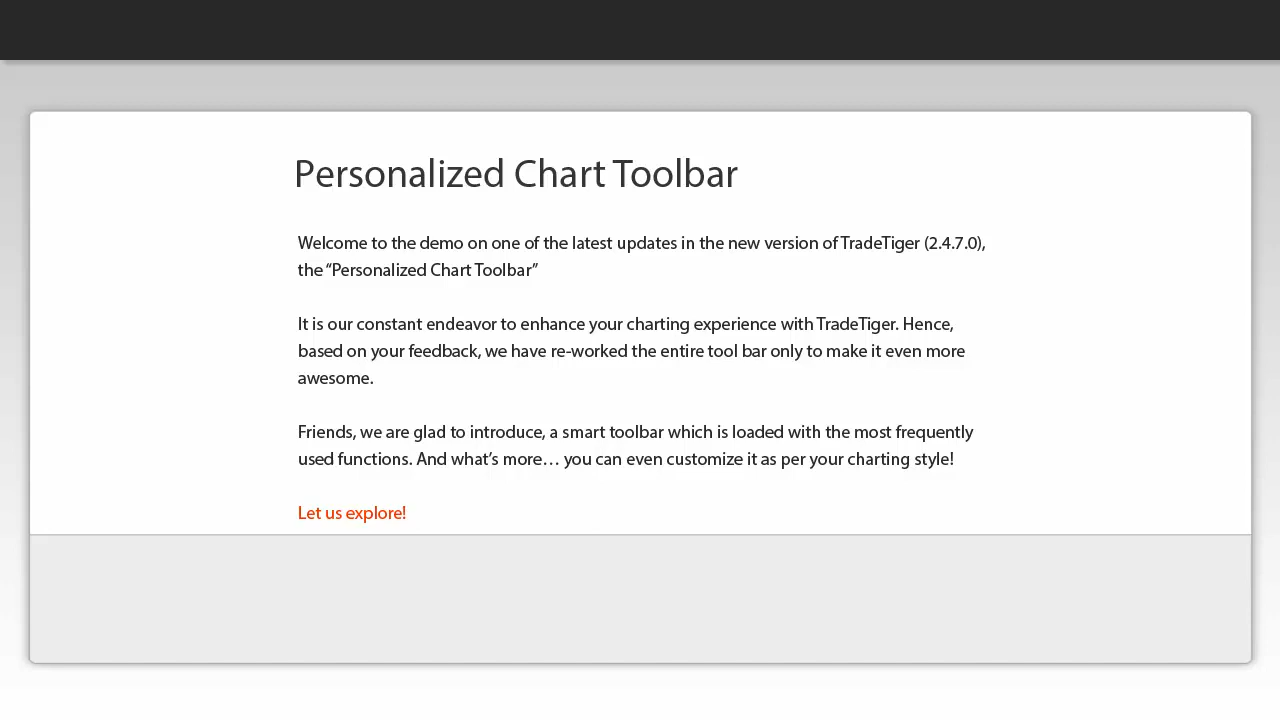 Personalized Chart Toolbar
Welcome to the demo on one of the latest updates in the new version of TradeTiger (2.4.7.0),
the “Personalized Chart Toolbar”
It is our constant endeavor to enhance your charting experience with TradeTiger. Hence,
based on your feedback, we have re-worked the entire tool bar only to make it even more
awesome.
Friends, we are glad to introduce, a smart toolbar which is loaded with the most frequently
used functions. And what’s more… you can even customize it as per your charting style!
Let us explore!